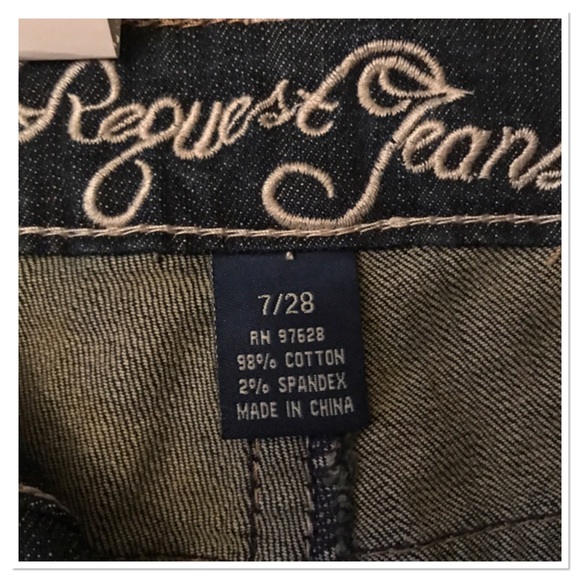 Request Jeans
7/28
RN 97628
98% COTTON
2% SPANDEX
MADE IN CHINA